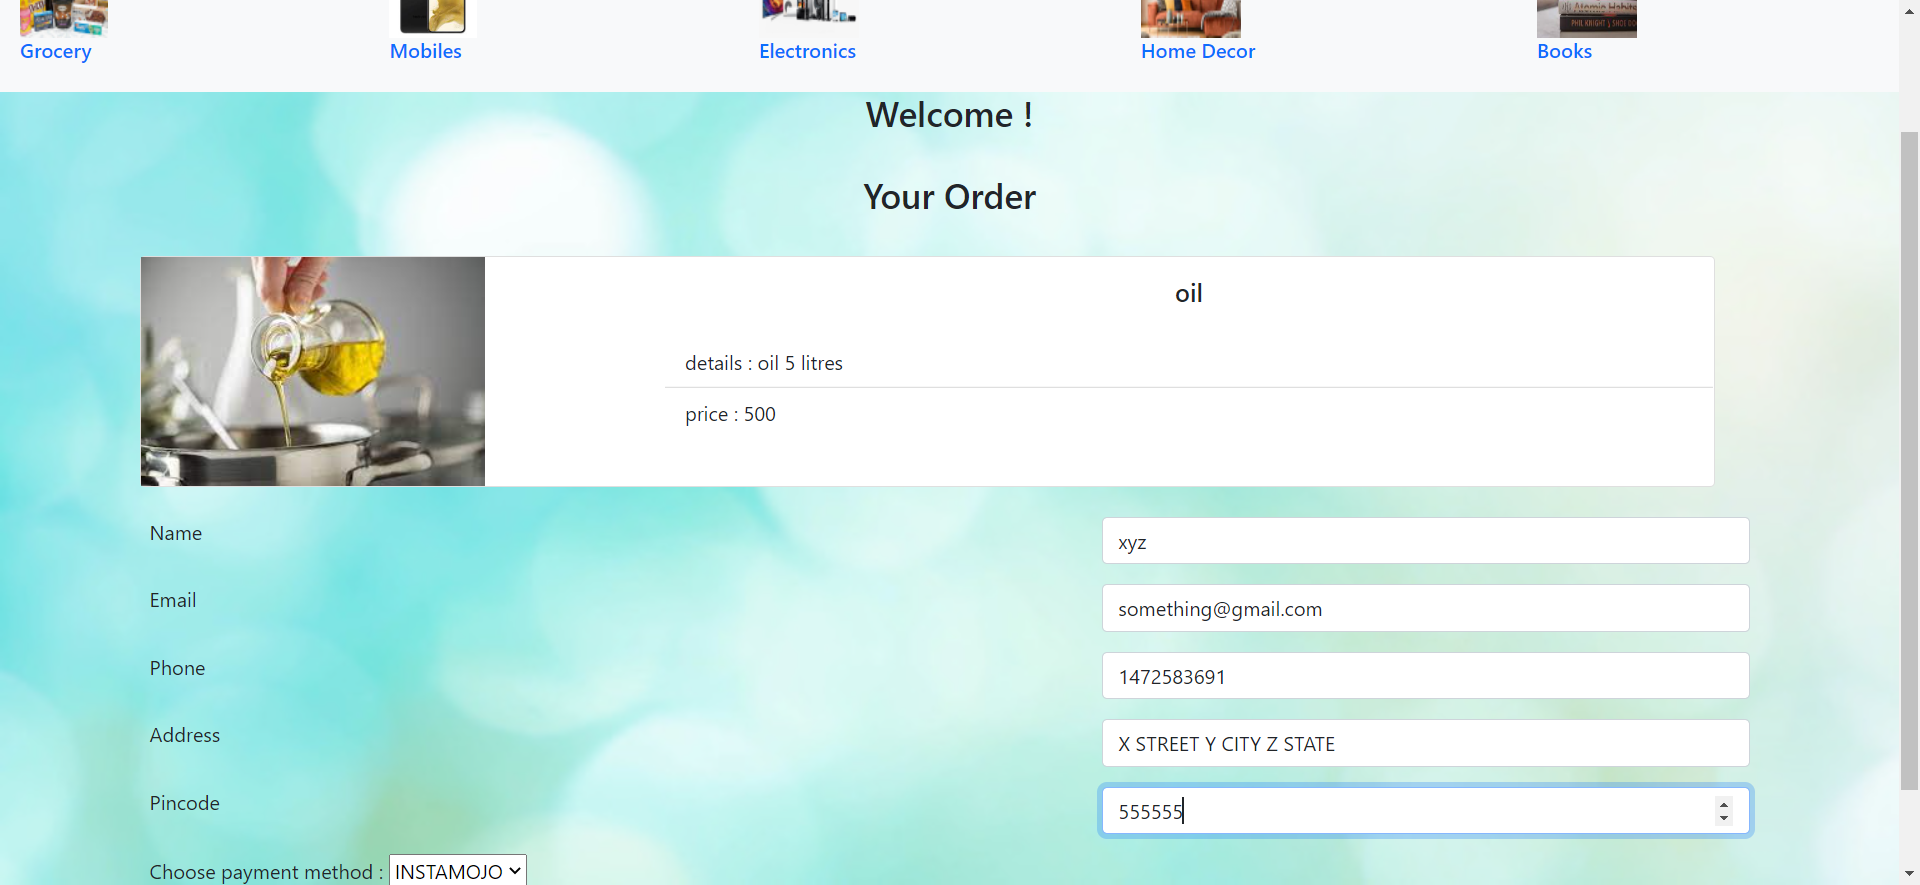 Grocery
Mobiles
Electronics
Home Decor
Books
Welcome !
Your Order
oil
details : oil 5 litres
price : 500
Name
xyz
Email
something@gmail.com
Phone
1472583691
Address
X STREET Y CITY Z STATE
Pincode
555555
Choose payment method : INSTAMOJO